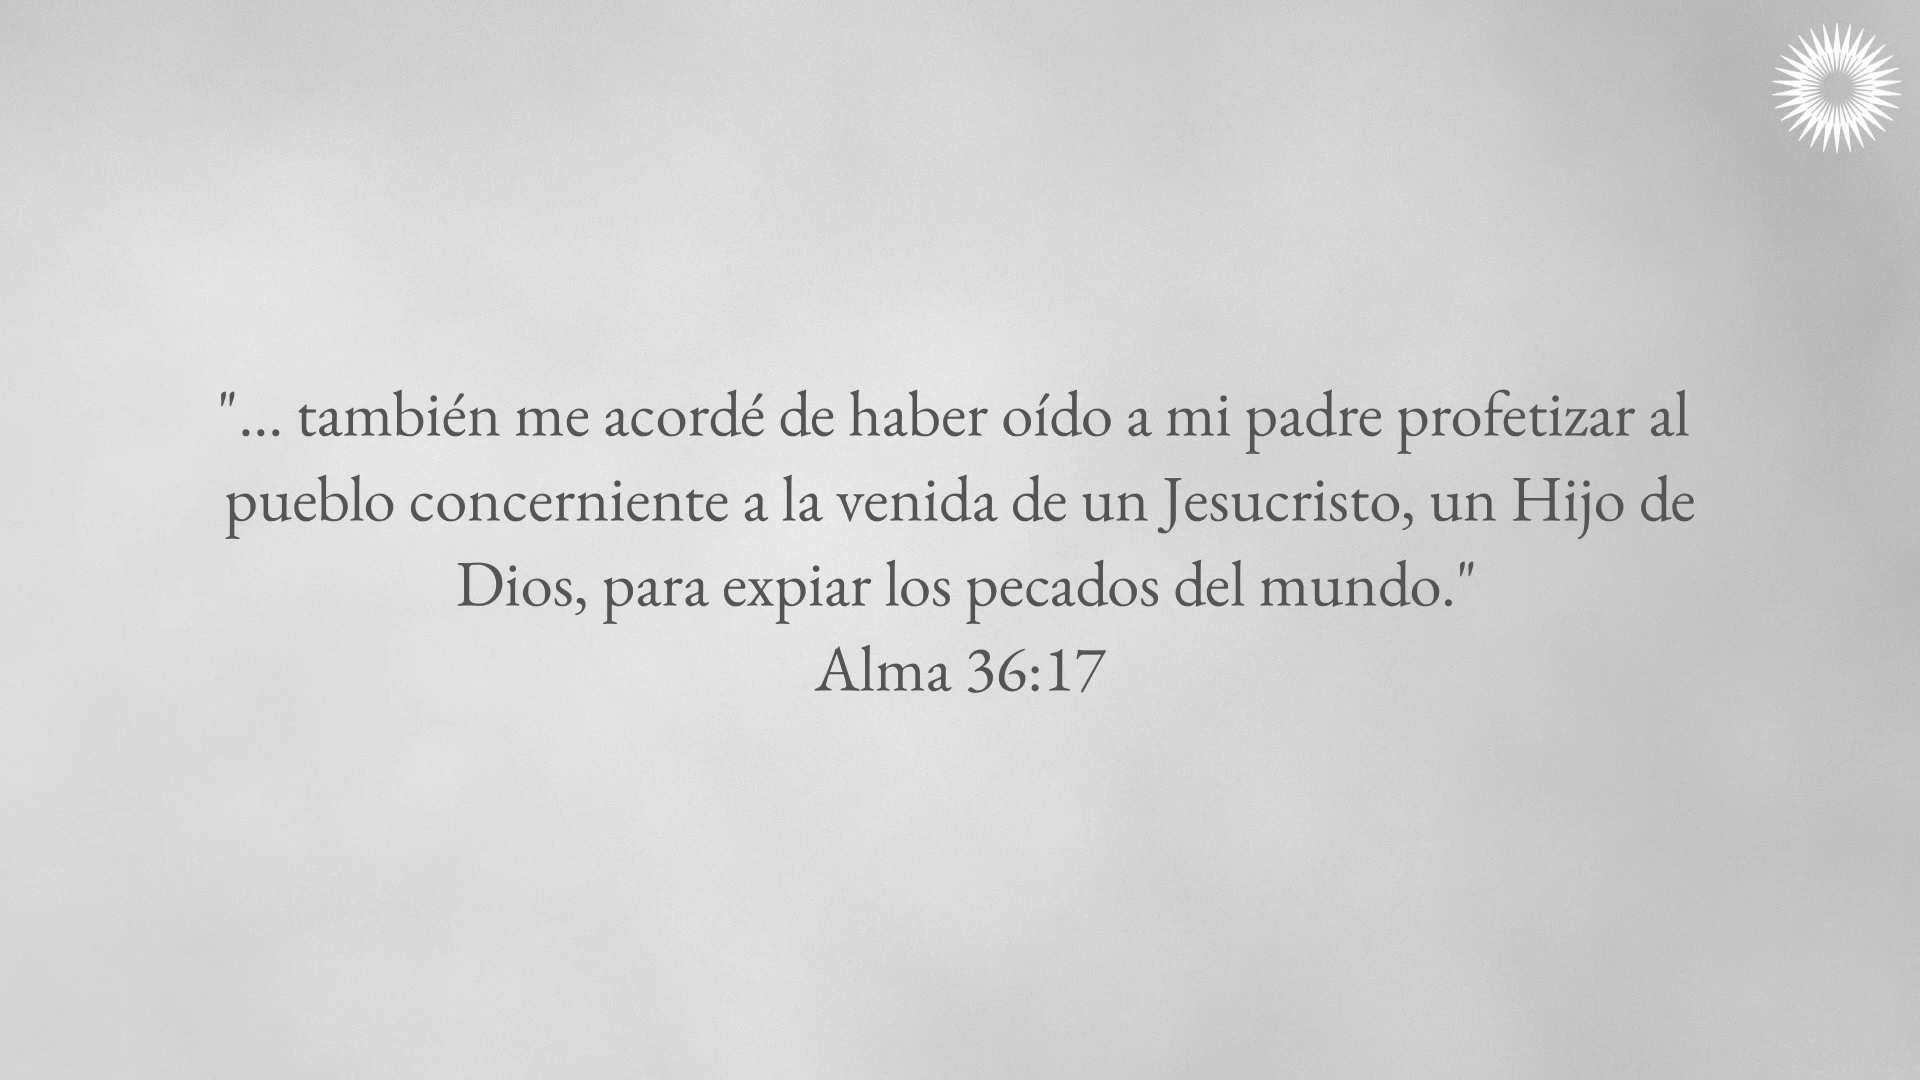 "... también me acordé de haber oído a mi padre profetizar al
pueblo concerniente a la venida de un Jesucristo, un Hijo de
Dios, para expiar los pecados del mundo."
Alma 36:17